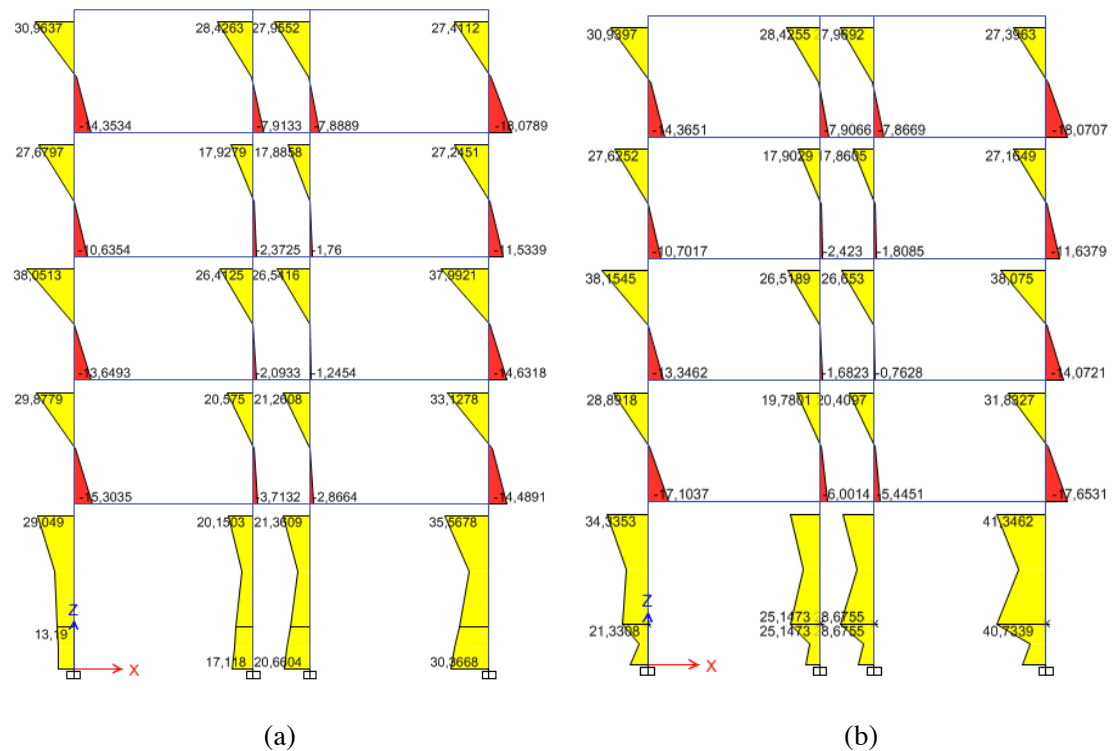 30,9637 28,4263 27,9552 27,4112
-14,3534 -7,9133 -7,8889 -18,0789
27,6797 17,9279 17,8858 27,2451
-10,6354 -2,3725 -1,76 -11,5339
38,0513 26,4125 26,5416 37,9921
-13,6493 -2,0933 -1,2454 -14,6318
29,8779 20,575 21,2608 33,1278
-15,3035 -3,7132 -2,8664 -14,4891
29,049 20,1503 21,3609 35,5678
Z
13,19
17,118 20,6604 30,3668
X
(a)
30,9397 28,4255 27,9692 27,3963
-14,3651 -7,9066 -7,8669 -18,0707
27,6252 17,9029 17,8605 27,1649
-10,7017 -2,423 -1,8085 -11,6379
38,1545 26,5189 26,653 38,075
-13,3462 -1,6823 -0,7628 -14,0721
28,8918 19,7801 20,4097 31,8327
-17,1037 -6,0014 -5,4451 -17,6531
34,3353 41,3462
Z
25,1473 28,6755
21,3308 25,1473 28,6755 40,7339
X
(b)